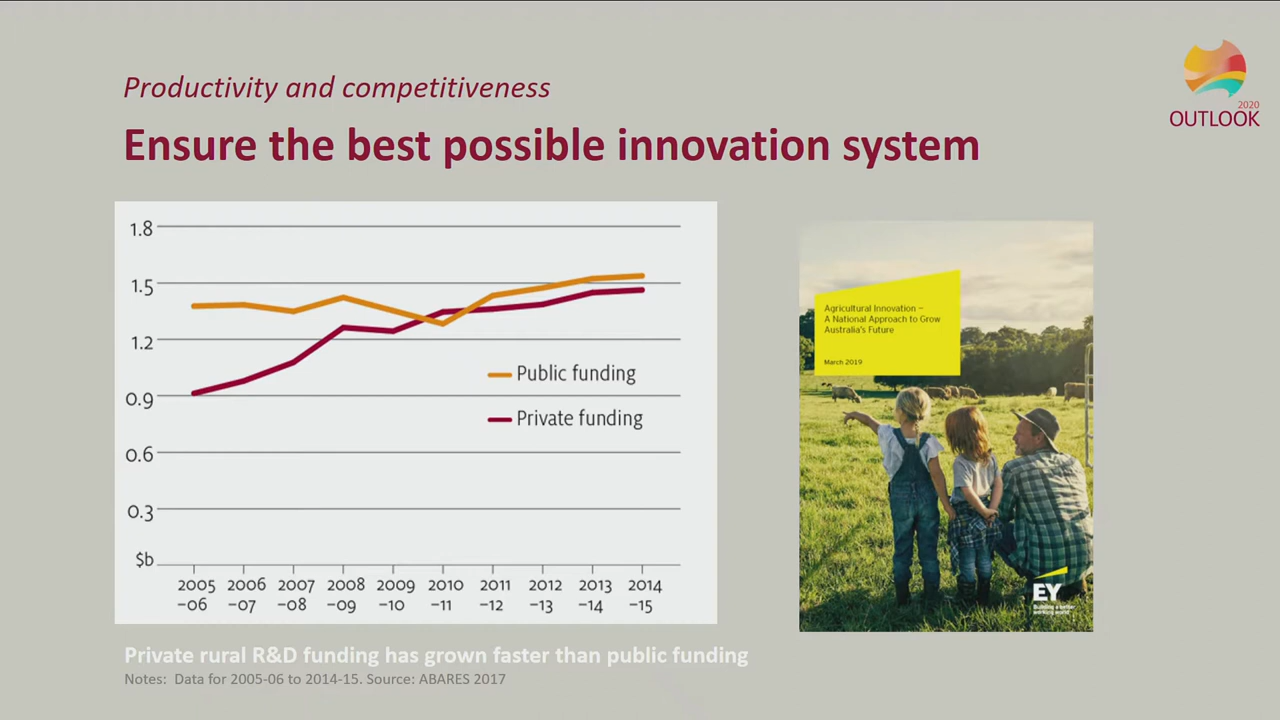 Productivity and competitiveness
Ensure the best possible innovation system
2020
OUTLOOK
1.8
1.5
1.2
0.9
0.6
0.3
$b
Public funding
Private funding
2005 2006 2007 2008 2009 2010 2011 2012 2013 2014
–06 –07 –08 –09 –10 –11 –12 –13 –14 –15
Agricultural Innovation –
A National Approach to Grow
Australia's Future
March 2019
EY
Building a better
working world
Private rural R&D funding has grown faster than public funding
Notes: Data for 2005-06 to 2014-15. Source: ABARES 2017